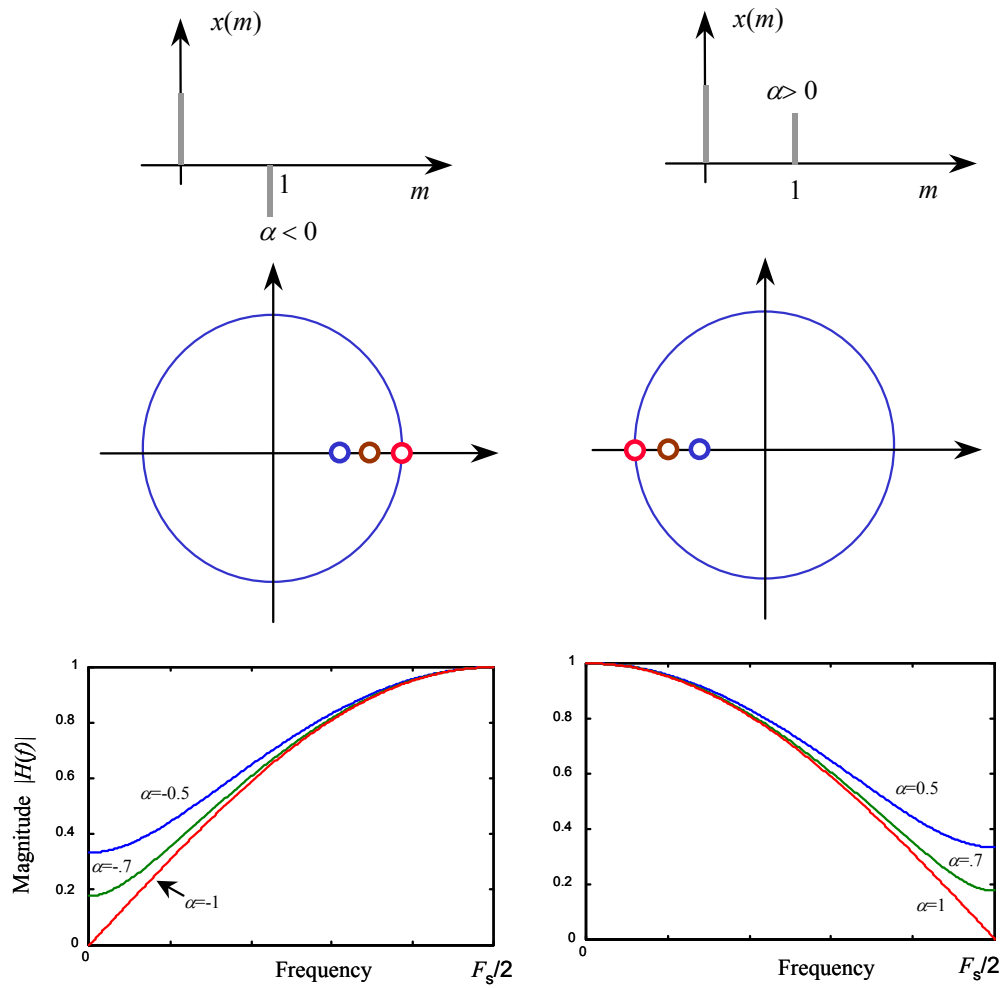 x(m)
1
m
α < 0
x(m)
α> 0
1
m
Magnitude |H(f)|
1
0.8
0.6
0.4
0.2
0
α=-0.5
α=-.7
α=-1
0
Frequency
Fs/2
1
0.8
0.6
0.4
0.2
0
α=0.5
α=.7
α=1
0
Frequency
Fs/2